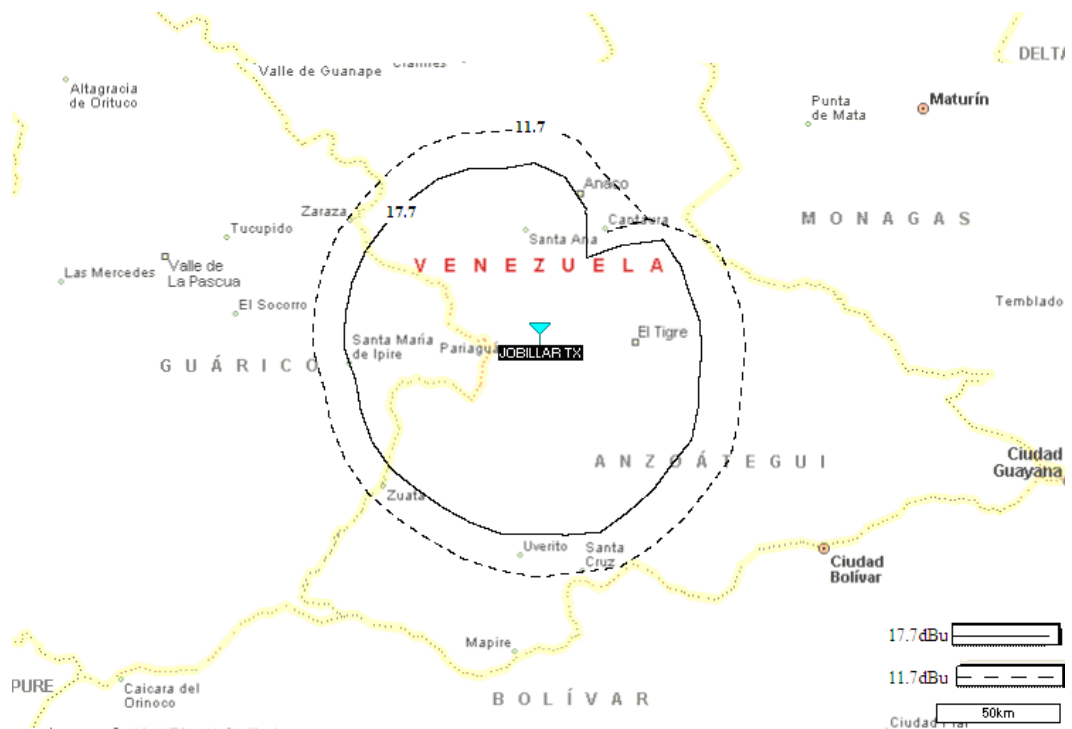 DELTA
Valle de Guanape
Altagracia
de Orituco
Punta
de Mata
Maturín
11.7
Anaco
17.7
Zaraza
Cantaura
MONAGAS
Tucupido
Santa Ana
Valle de
La Pascua
Las Mercedes
VENEZUELA
El Socorro
Temblado
El Tigre
Santa María
de Ipire
Pariagua
JOBILLAR TX
GUÁRICO
ANZOÁTEGUI
Ciudad
Guayana
Zuata
Uverito
Santa
Cruz
Ciudad
Bolívar
17.7dBu
Mapire
11.7dBu
PURE
Caicara del
Orinoco
BOLÍVAR
50km